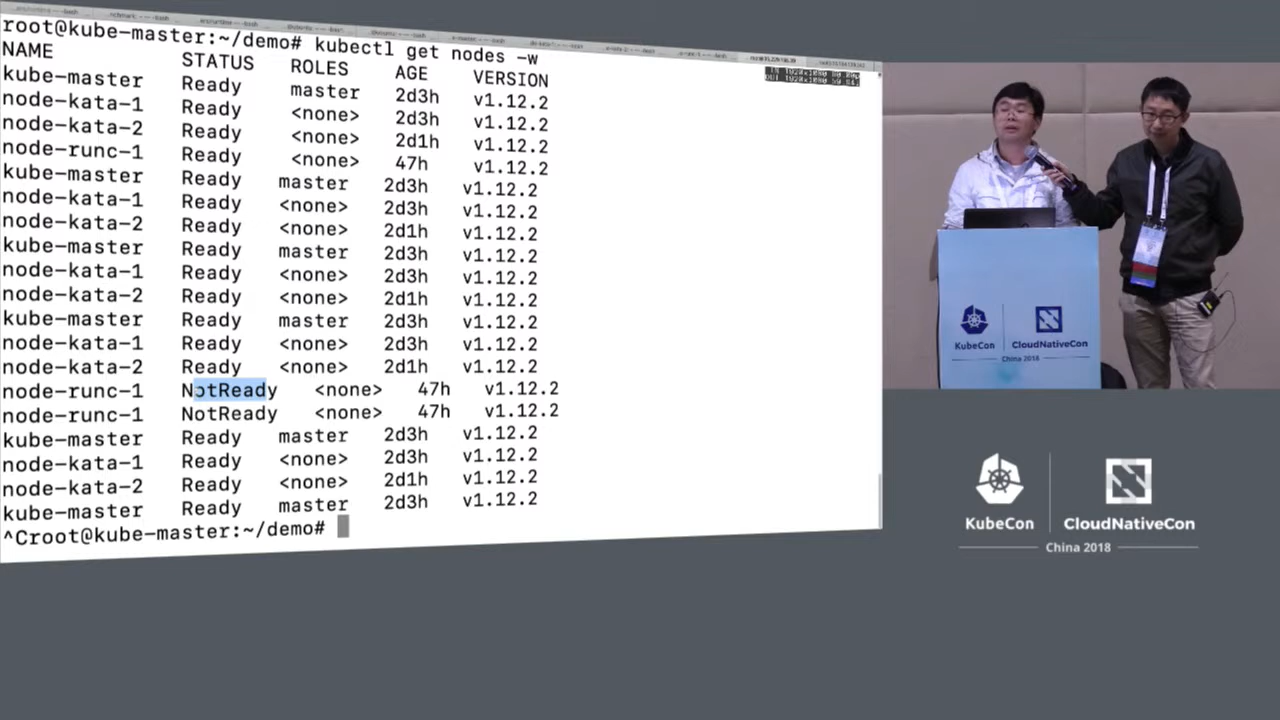 root@kube-master:~/demo# kubectl get nodes -w
NAME STATUS ROLES AGE VERSION
kube-master Ready master 2d3h v1.12.2
node-kata-1 Ready <none> 2d3h v1.12.2
node-kata-2 Ready <none> 2d1h v1.12.2
node-runc-1 Ready <none> 47h v1.12.2
kube-master Ready master 2d3h v1.12.2
node-kata-1 Ready <none> 2d3h v1.12.2
node-kata-2 Ready <none> 2d1h v1.12.2
kube-master Ready master 2d3h v1.12.2
node-kata-1 Ready <none> 2d3h v1.12.2
node-kata-2 Ready <none> 2d1h v1.12.2
kube-master Ready master 2d3h v1.12.2
node-kata-1 Ready <none> 2d3h v1.12.2
node-kata-2 Ready <none> 2d1h v1.12.2
node-runc-1 NotReady <none> 47h v1.12.2
node-runc-1 NotReady <none> 47h v1.12.2
kube-master Ready master 2d3h v1.12.2
node-kata-1 Ready <none> 2d3h v1.12.2
node-kata-2 Ready <none> 2d1h v1.12.2
kube-master Ready master 2d3h v1.12.2
^Croot@kube-master:~/demo#
KubeCon CloudNativeCon
China 2018
KubeCon CloudNativeCon
China 2018